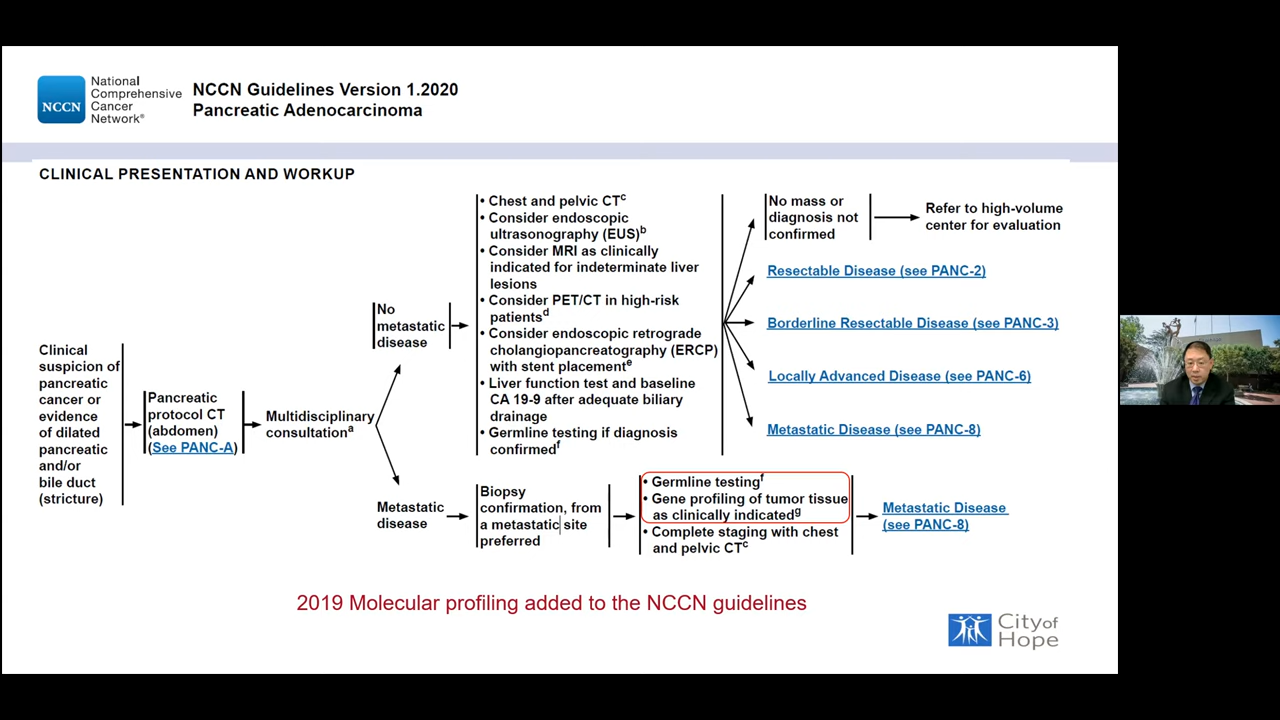 NCCN
National
Comprehensive
Cancer
Network®
NCCN Guidelines Version 1.2020
Pancreatic Adenocarcinoma
CLINICAL PRESENTATION AND WORKUP
Clinical
suspicion of
pancreatic
cancer or
evidence
of dilated
pancreatic
and/or
bile duct
(stricture)
Pancreatic
protocol CT
(abdomen)
(See PANC-A)
Multidisciplinary
consultationa
No
metastatic
disease
• Chest and pelvic CTc
• Consider endoscopic
ultrasonography (EUS)b
• Consider MRI as clinically
indicated for indeterminate liver
lesions
• Consider PET/CT in high-risk
patientsd
• Consider endoscopic retrograde
cholangiopancreatography (ERCP)
with stent placemente
• Liver function test and baseline
CA 19-9 after adequate biliary
drainage
• Germline testing if diagnosis
confirmedf
No mass or
diagnosis not
confirmed
Refer to high-volume
center for evaluation
Resectable Disease (see PANC-2)
Borderline Resectable Disease (see PANC-3)
Locally Advanced Disease (see PANC-6)
Metastatic Disease (see PANC-8)
Metastatic
disease
Biopsy
confirmation, from
a metastatic site
preferred
• Germline testingf
• Gene profiling of tumor tissue
as clinically indicatedg
• Complete staging with chest
and pelvic CTc
Metastatic Disease
(see PANC-8)
2019 Molecular profiling added to the NCCN guidelines
City of
Hope